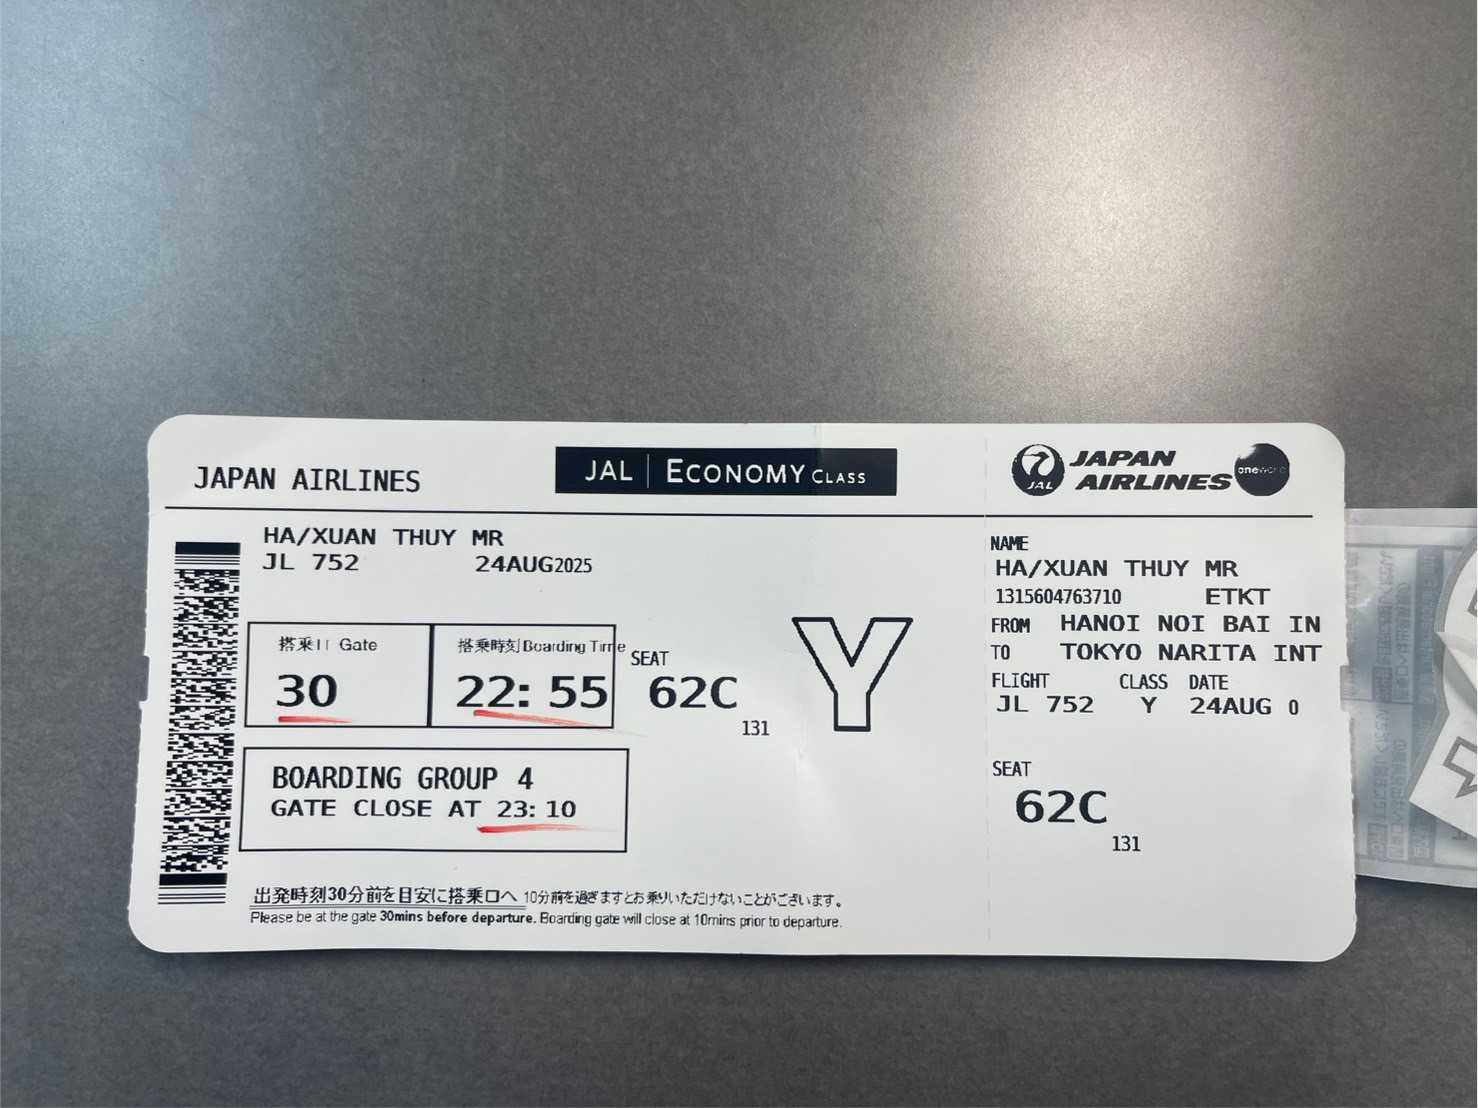 JAPAN AIRLINES
JAL | ECONOMY CLASS
HA/XUAN THUY MR
JL 752 24AUG2025
搭乗口 Gate
30
搭乗時刻 Boarding Time
22:55
SEAT
62C
131
Y
BOARDING GROUP 4
GATE CLOSE AT 23:10
出発時刻30分前を目安に搭乗口へ 10分前を過ぎますとお乗りいただけないことがございます。
Please be at the gate 30mins before departure. Boarding gate will close at 10mins prior to departure.
JAL
JAPAN
AIRLINES
oneworld
NAME
HA/XUAN THUY MR
1315604763710 ETKT
FROM HANOI NOI BAI IN
TO TOKYO NARITA INT
FLIGHT CLASS DATE
JL 752 Y 24AUG 0
SEAT
62C
131